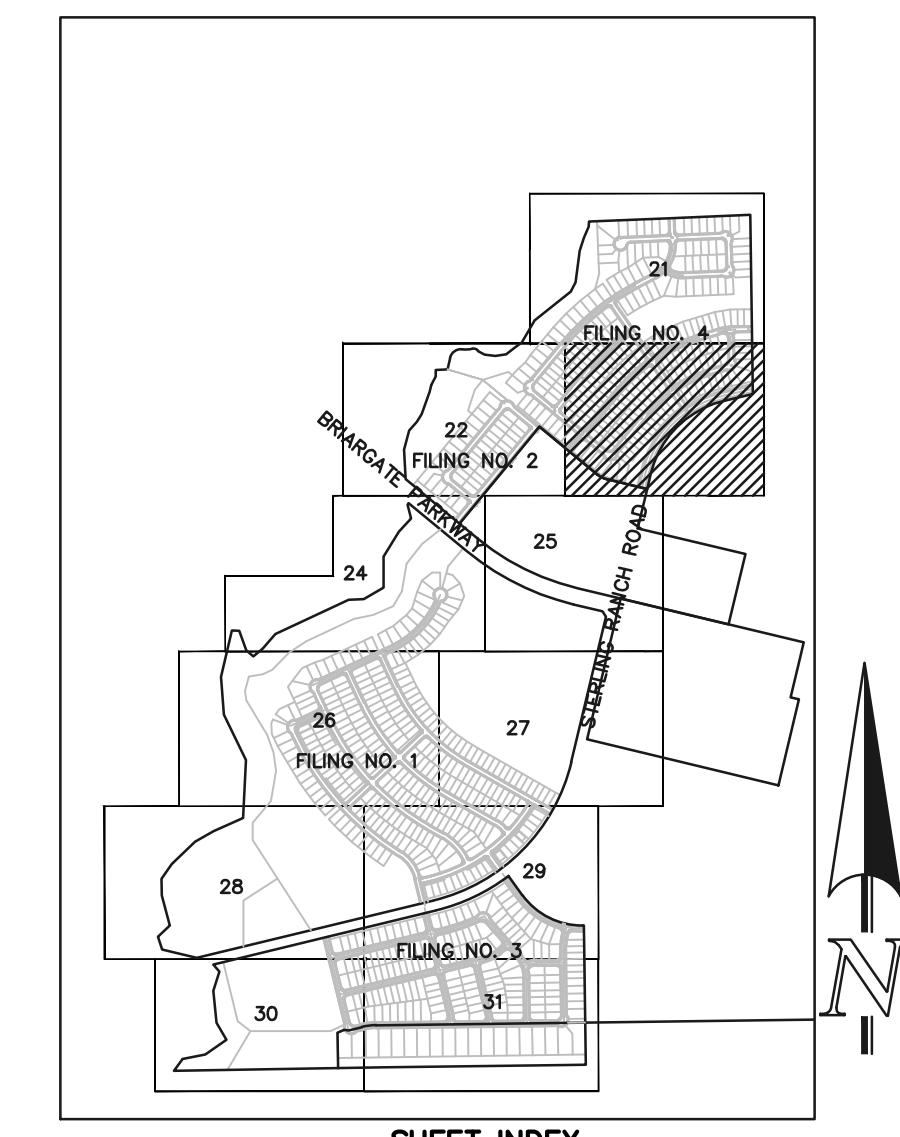 21
FILING NO. 4
22
FILING NO. 2
BRIARGATE PARKWAY
25
24
STERLING RANCH ROAD
26
27
FILING NO. 1
28
29
FILING NO. 3
N
30
31
SHEET INDEX